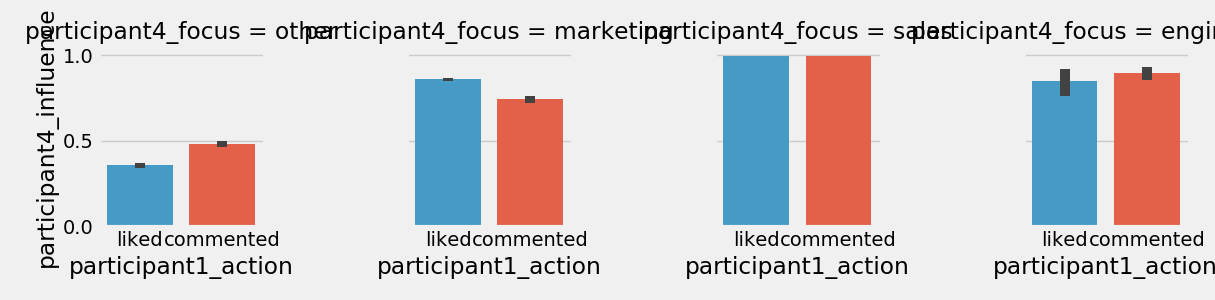 participant4_focus = other
participant4_focus = marketing
participant4_focus = sales
participant4_focus = engi
participant4_influence
1.0
0.5
0.0
liked commented
liked commented
liked commented
liked commented
participant1_action
participant1_action
participant1_action
participant1_action